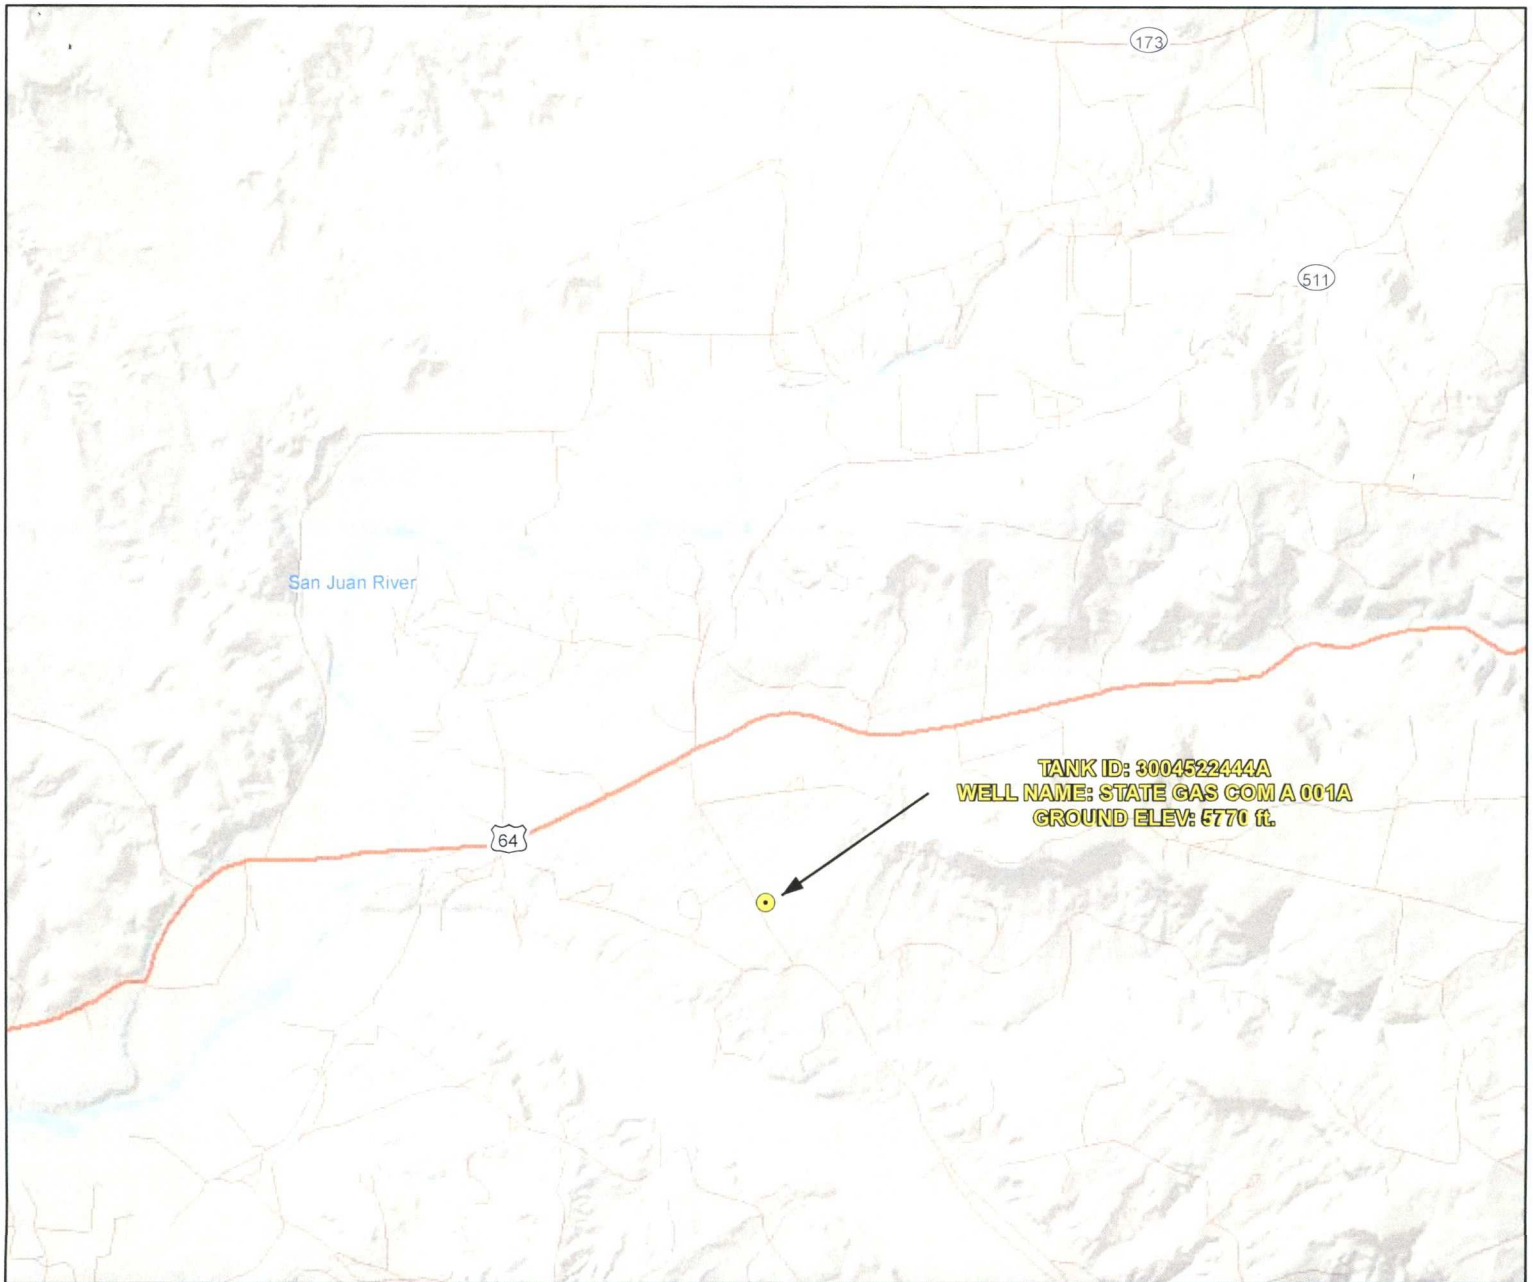 173
511
San Juan River
TANK ID: 3004522444A
WELL NAME: STATE GAS COM A 001A
GROUND ELEV: 5770 ft.
64